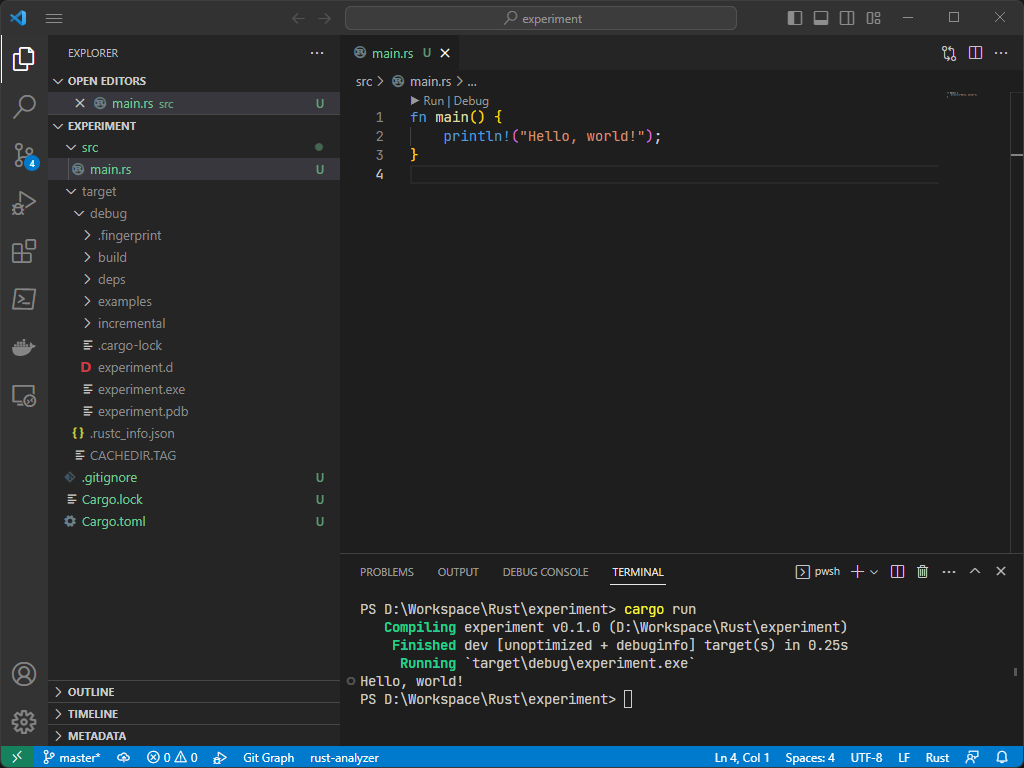 experiment
EXPLORER
OPEN EDITORS
main.rs src U
EXPERIMENT
src
main.rs U
target
debug
.fingerprint
build
deps
examples
incremental
.cargo-lock
D experiment.d
experiment.exe
experiment.pdb
{} .rustc_info.json
CACHEDIR.TAG
.gitignore U
Cargo.lock U
Cargo.toml U
OUTLINE
TIMELINE
METADATA
4
main.rs U
src > main.rs > ...
Run | Debug
1 fn main() {
2 println!("Hello, world!");
3 }
4
PROBLEMS OUTPUT DEBUG CONSOLE TERMINAL pwsh
PS D:\Workspace\Rust\experiment> cargo run
Compiling experiment v0.1.0 (D:\Workspace\Rust\experiment)
Finished dev [unoptimized + debuginfo] target(s) in 0.25s
Running `target\debug\experiment.exe`
Hello, world!
PS D:\Workspace\Rust\experiment>
master* 0 0 Git Graph rust-analyzer Ln 4, Col 1 Spaces: 4 UTF-8 LF Rust